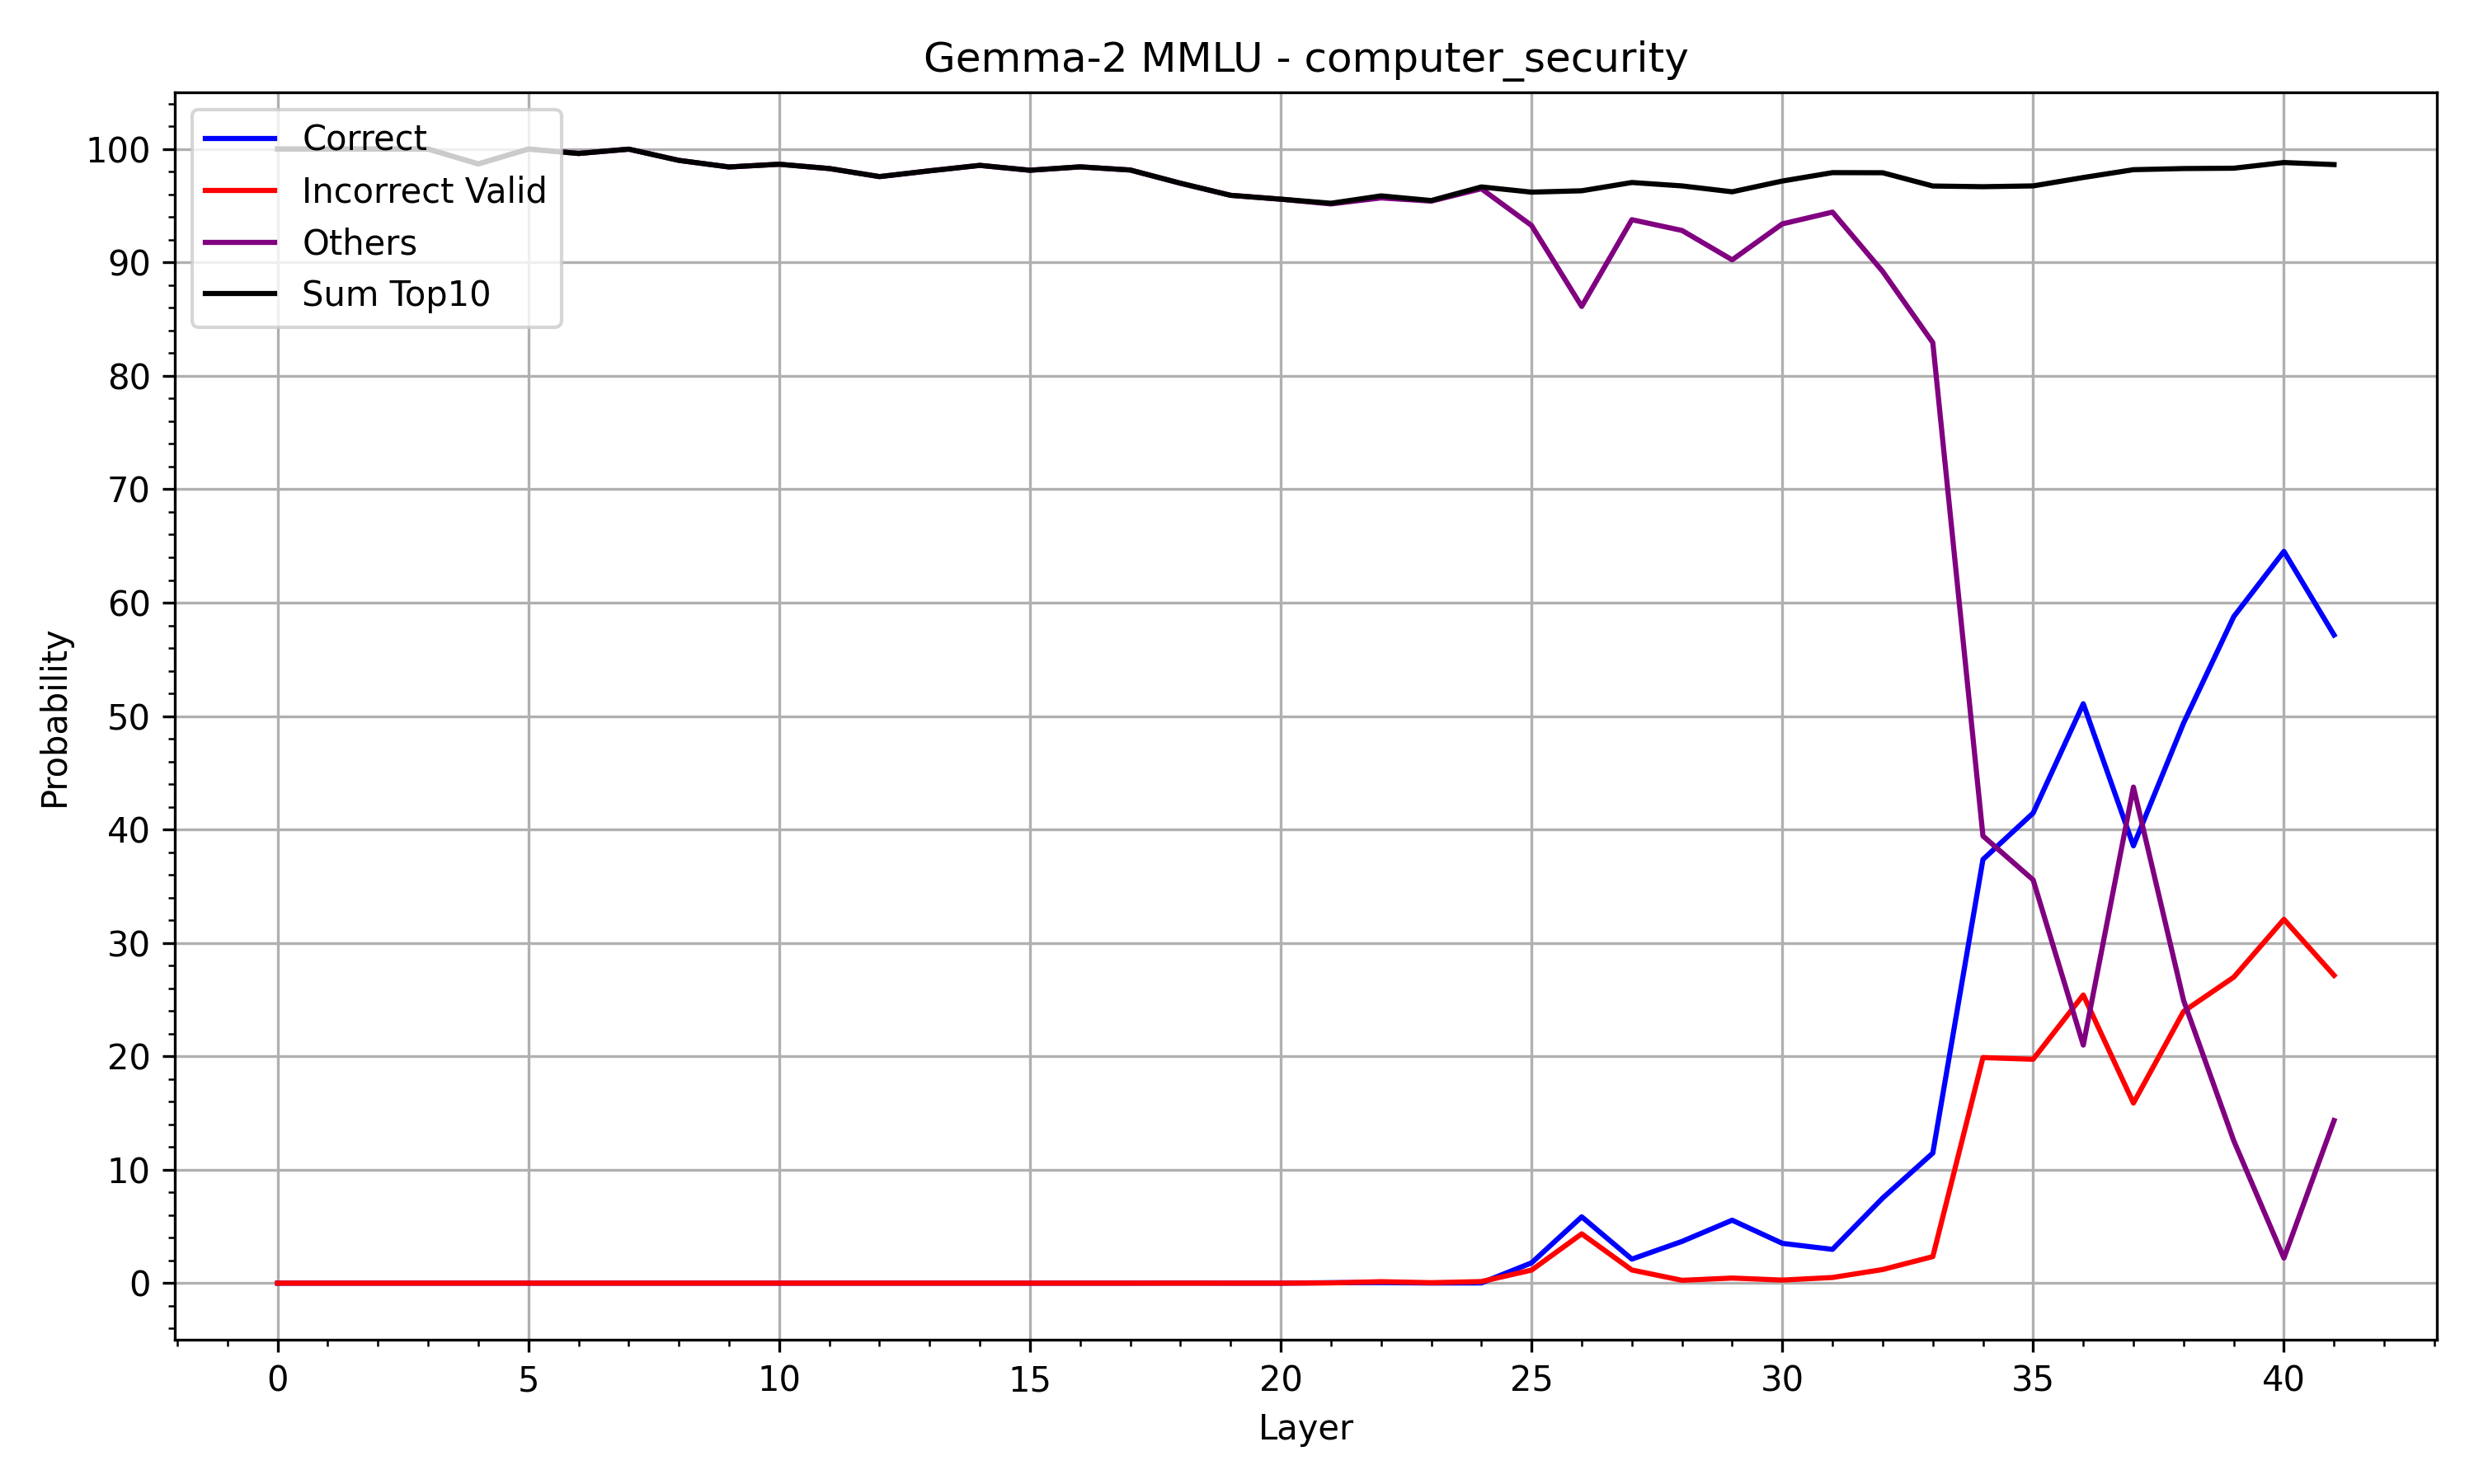 Gemma-2 MMLU - computer_security
Correct
Incorrect Valid
Others
Sum Top10
100
90
80
70
60
50
40
30
20
10
0
Probability
0 5 10 15 20 25 30 35 40
Layer